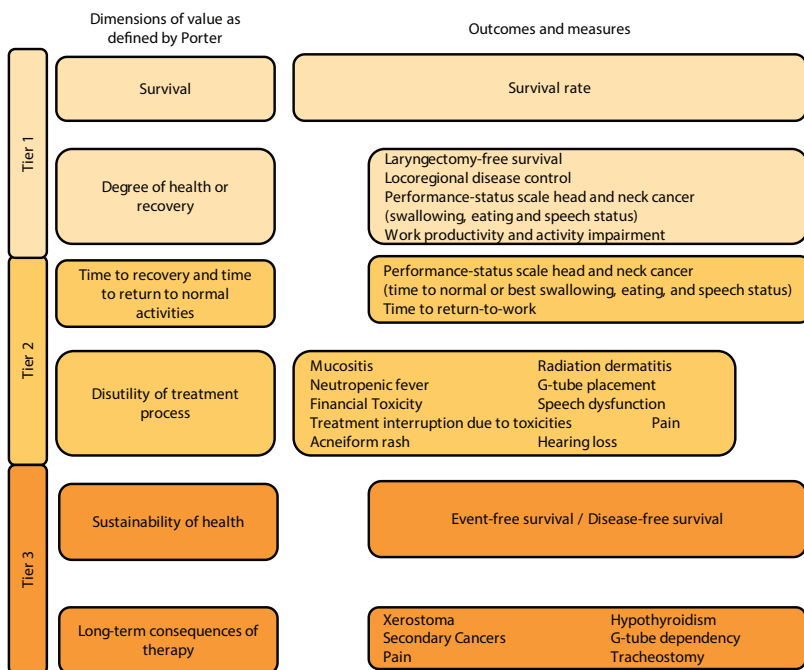 Dimensions of value as
defined by Porter
Outcomes and measures
Tier 1
Survival
Survival rate
Degree of health or
recovery
Laryngectomy-free survival
Locoregional disease control
Performance-status scale head and neck cancer
(swallowing, eating and speech status)
Work productivity and activity impairment
Tier 2
Time to recovery and time
to return to normal
activities
Performance-status scale head and neck cancer
(time to normal or best swallowing, eating, and speech status)
Time to return-to-work
Disutility of treatment
process
Mucositis Radiation dermatitis
Neutropenic fever G-tube placement
Financial Toxicity Speech dysfunction
Treatment interruption due to toxicities Pain
Acneiform rash Hearing loss
Tier 3
Sustainability of health
Event-free survival / Disease-free survival
Long-term consequences of
therapy
Xerostoma Hypothyroidism
Secondary Cancers G-tube dependency
Pain Tracheostomy